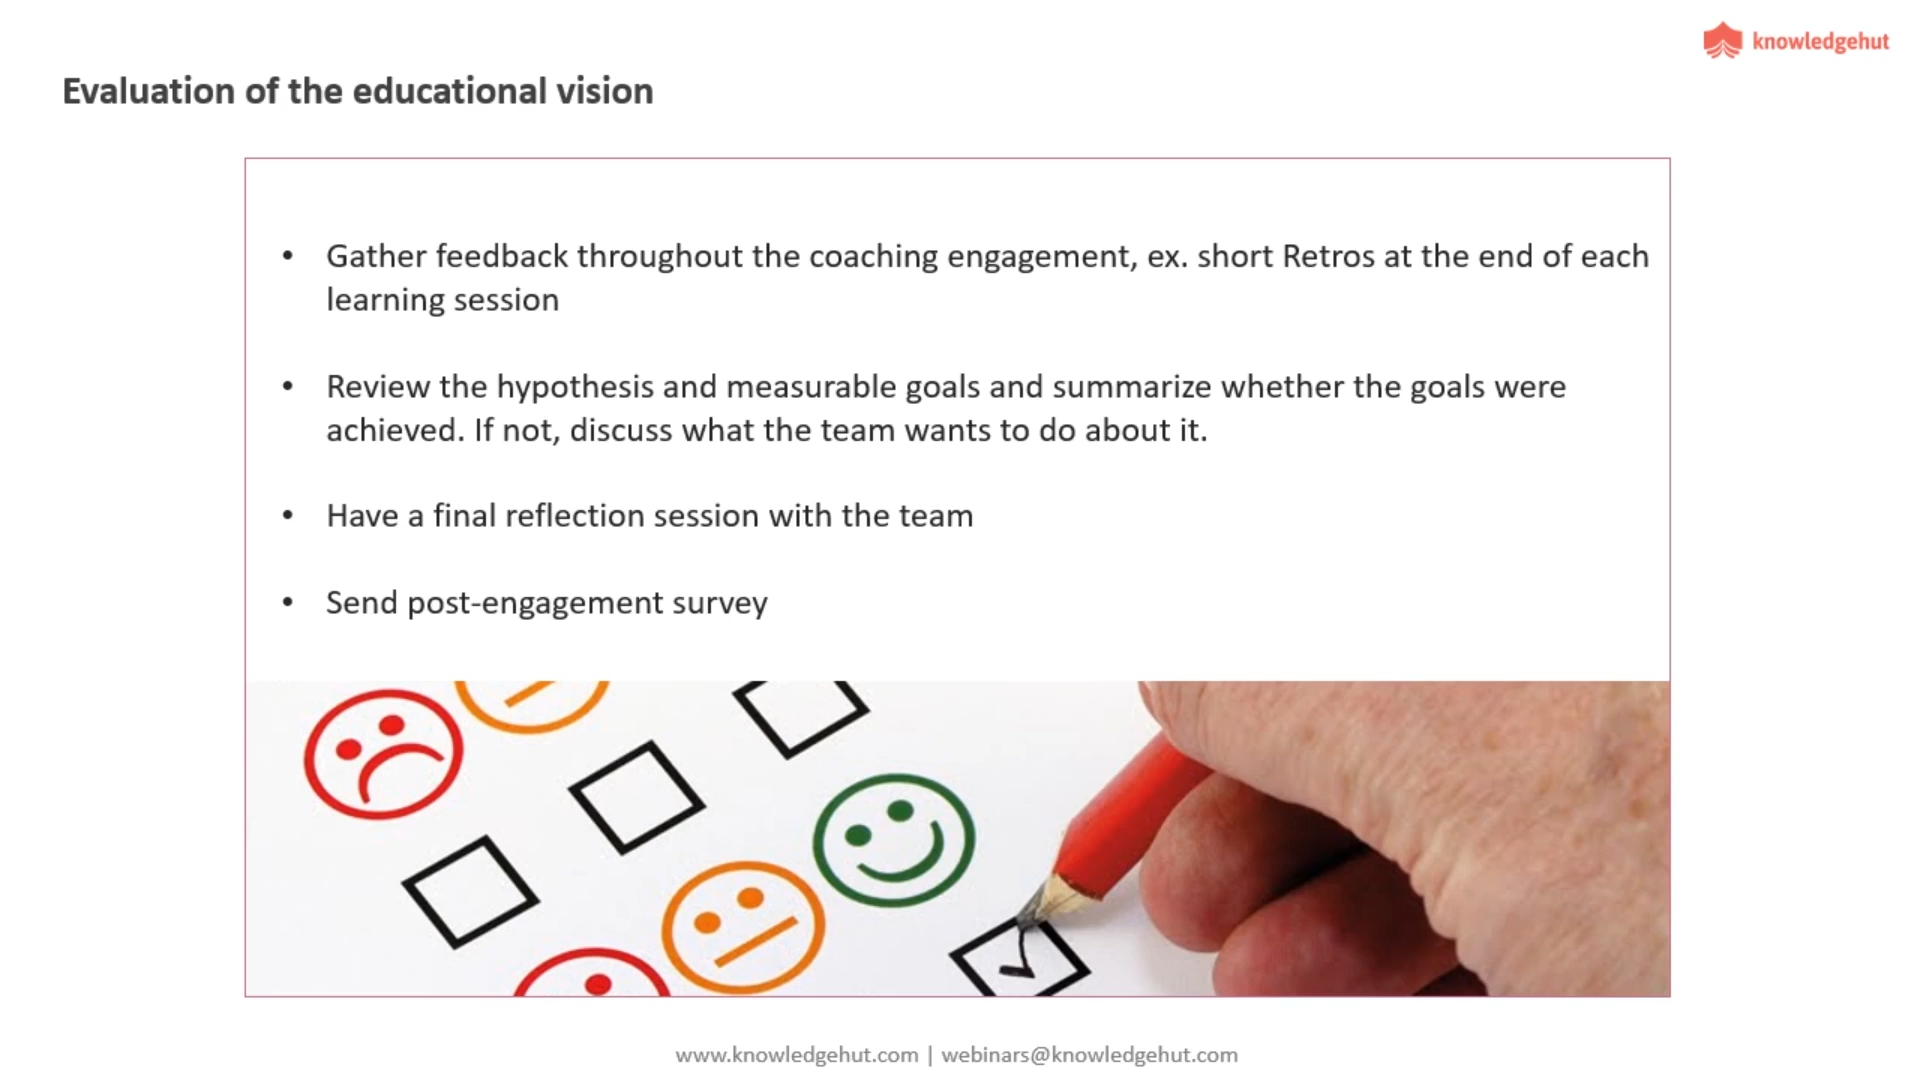 knowledgehut
Evaluation of the educational vision
• Gather feedback throughout the coaching engagement, ex. short Retros at the end of each
learning session
• Review the hypothesis and measurable goals and summarize whether the goals were
achieved. If not, discuss what the team wants to do about it.
• Have a final reflection session with the team
• Send post-engagement survey
www.knowledgehut.com | webinars@knowledgehut.com